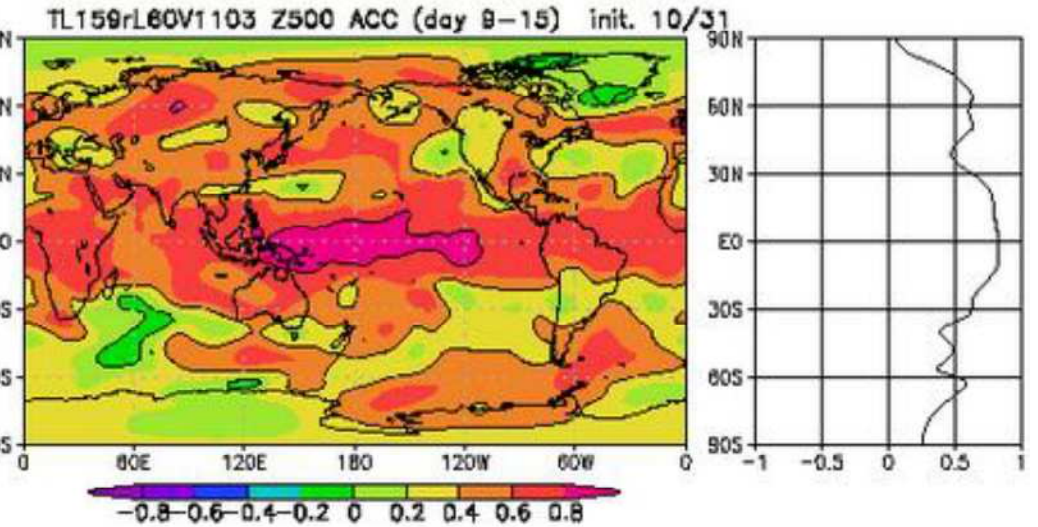 TL159rL60V1103 Z500 ACC (day 9-15) init. 10/31
N
N
N
0
S
S
S
0 60E 120E 180 120W 60W 0
-0.8 -0.6 -0.4 -0.2 0 0.2 0.4 0.6 0.8
90N
60N
30N
EQ
30S
60S
90S
-1 -0.5 0 0.5 1